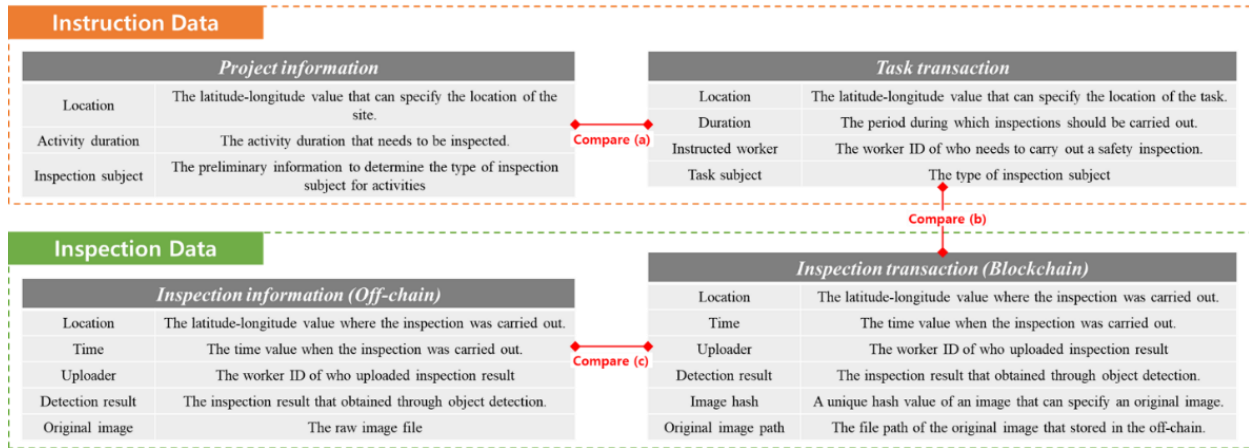 Instruction Data
Project information
Location The latitude-longitude value that can specify the location of the
site.
Activity duration The activity duration that needs to be inspected.
Inspection subject The preliminary information to determine the type of inspection
subject for activities
Compare (a)
Task transaction
Location The latitude-longitude value that can specify the location of the task.
Duration The period during which inspections should be carried out.
Instructed worker The worker ID of who needs to carry out a safety inspection.
Task subject The type of inspection subject
Compare (b)
Inspection Data
Inspection information (Off-chain)
Location The latitude-longitude value where the inspection was carried out.
Time The time value when the inspection was carried out.
Uploader The worker ID of who uploaded inspection result
Detection result The inspection result that obtained through object detection.
Original image The raw image file
Compare (c)
Inspection transaction (Blockchain)
Location The latitude-longitude value where the inspection was carried out.
Time The time value when the inspection was carried out.
Uploader The worker ID of who uploaded inspection result
Detection result The inspection result that obtained through object detection.
Image hash A unique hash value of an image that can specify an original image.
Original image path The file path of the original image that stored in the off-chain.